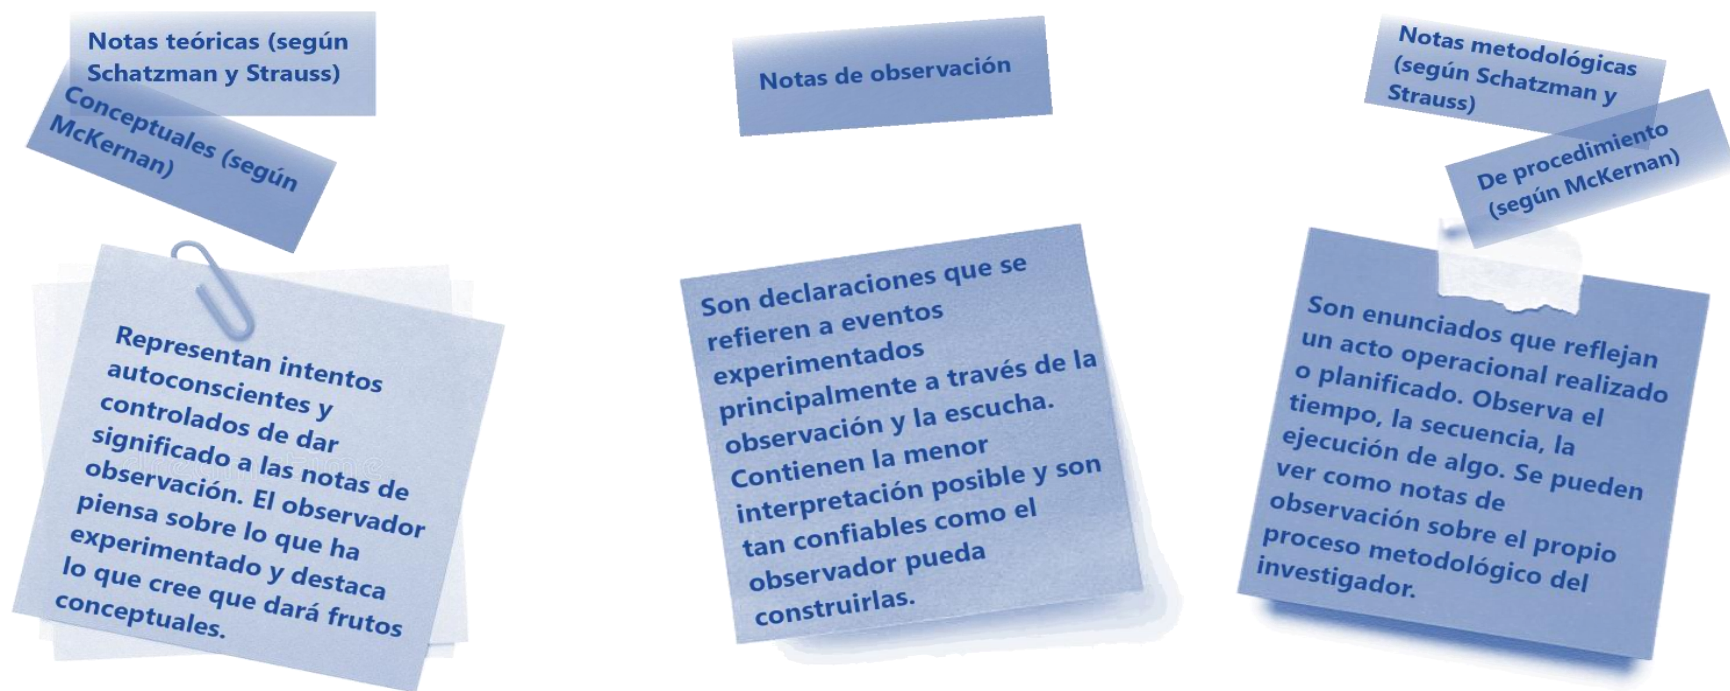 Notas teóricas (según
Schatzman y Strauss)
Conceptuales (según
McKernan)
Representan intentos
autoconscientes y
controlados de dar
significado a las notas de
observación. El observador
piensa sobre lo que ha
experimentado y destaca
lo que cree que dará frutos
conceptuales.
Notas de observación
Son declaraciones que se
refieren a eventos
experimentados
principalmente a través de la
observación y la escucha.
Contienen la menor
interpretación posible y son
tan confiables como el
observador pueda
construirlas.
Notas metodológicas
(según Schatzman y
Strauss)
De procedimiento
(según McKernan)
Son enunciados que reflejan
un acto operacional realizado
o planificado. Observa el
tiempo, la secuencia, la
ejecución de algo. Se pueden
ver como notas de
observación sobre el propio
proceso metodológico del
investigador.